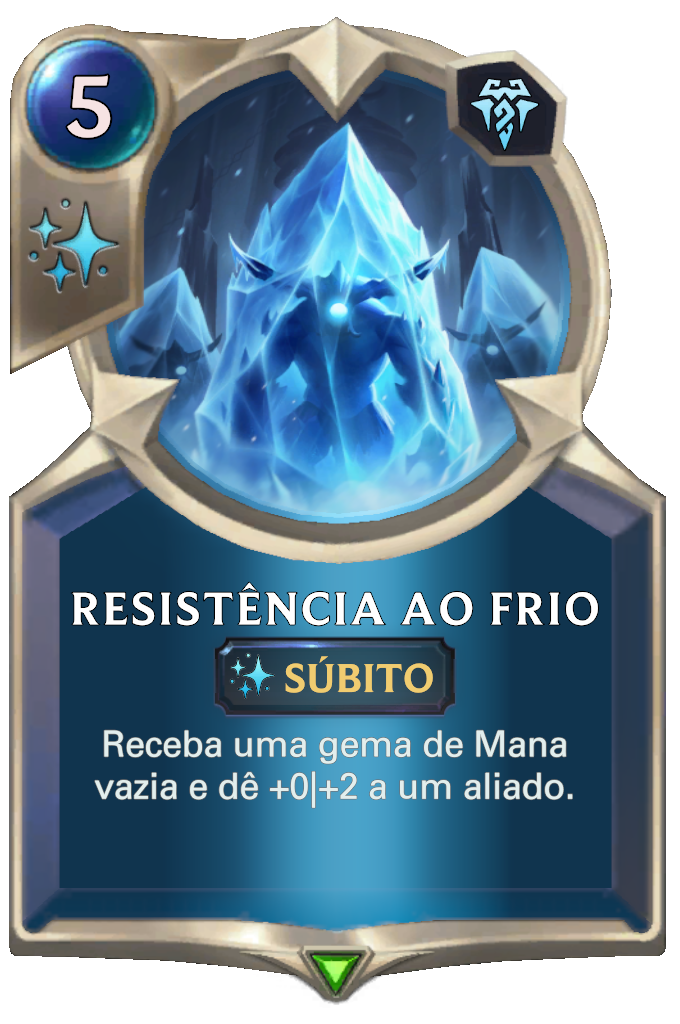 5
RESISTÊNCIA AO FRIO
SÚBITO
Receba uma gema de Mana
vazia e dê +0|+2 a um aliado.